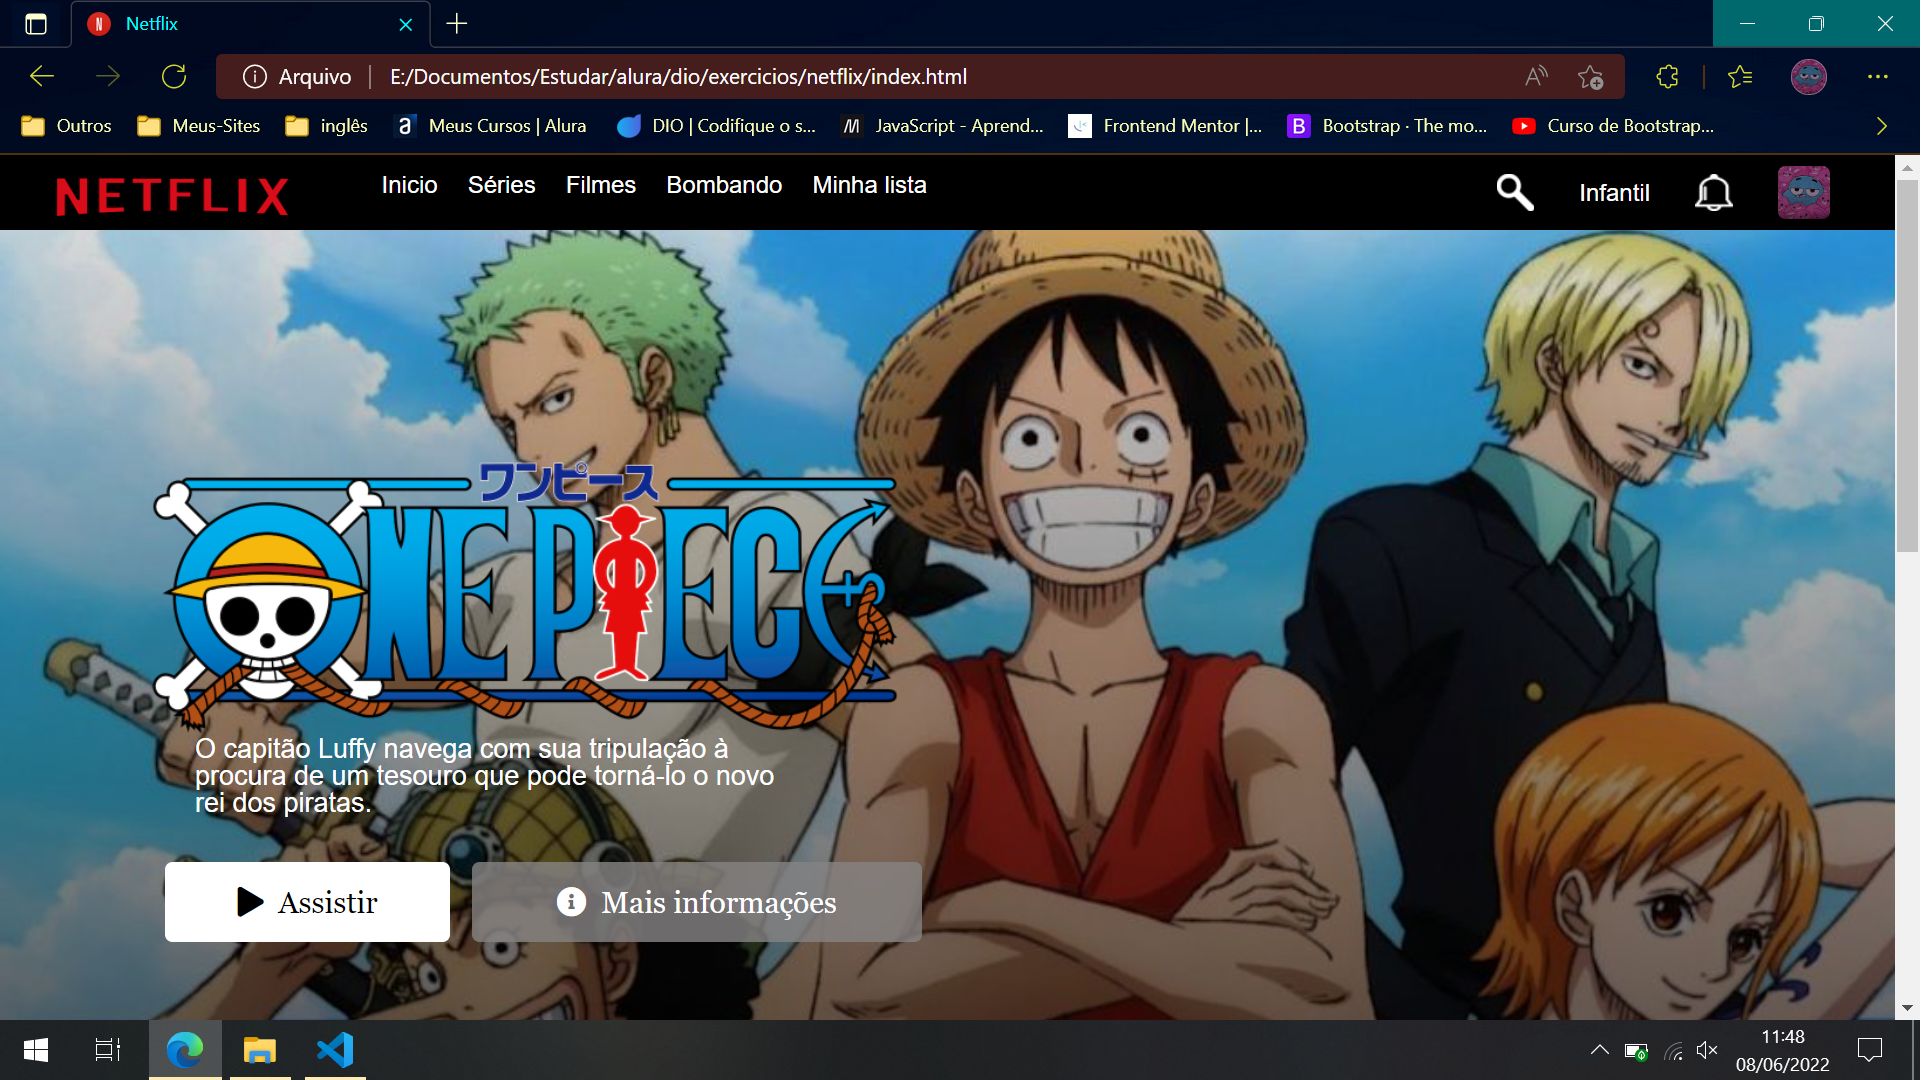 Netflix
Arquivo
E:/Documentos/Estudar/alura/dio/exercicios/netflix/index.html
Outros
Meus-Sites
inglês
Meus Cursos | Alura
DIO | Codifique o s...
JavaScript - Aprend...
Frontend Mentor |...
Bootstrap · The mo...
Curso de Bootstrap...
NETFLIX
Inicio
Séries
Filmes
Bombando
Minha lista
Infantil
ワンピース
ONE PIECE
O capitão Luffy navega com sua tripulação à
procura de um tesouro que pode torná-lo o novo
rei dos piratas.
Assistir
Mais informações
11:48
08/06/2022